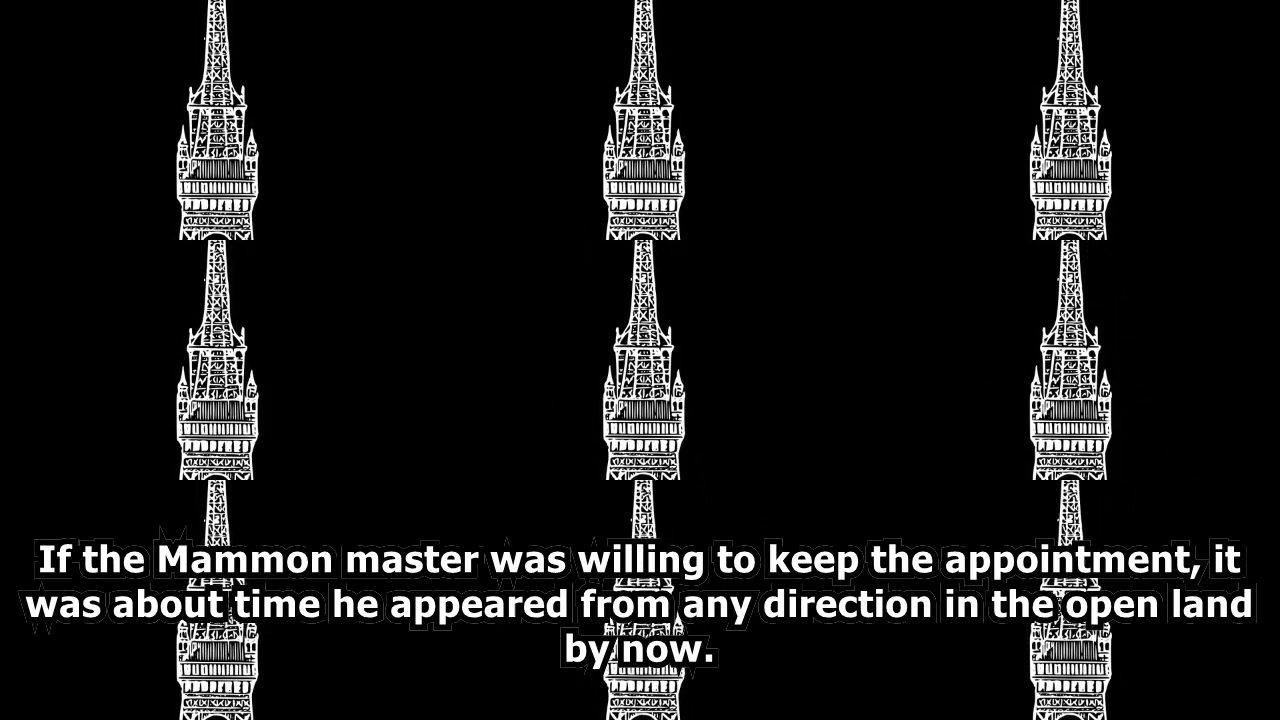 If the Mammon master was willing to keep the appointment, it
was about time he appeared from any direction in the open land
by now.